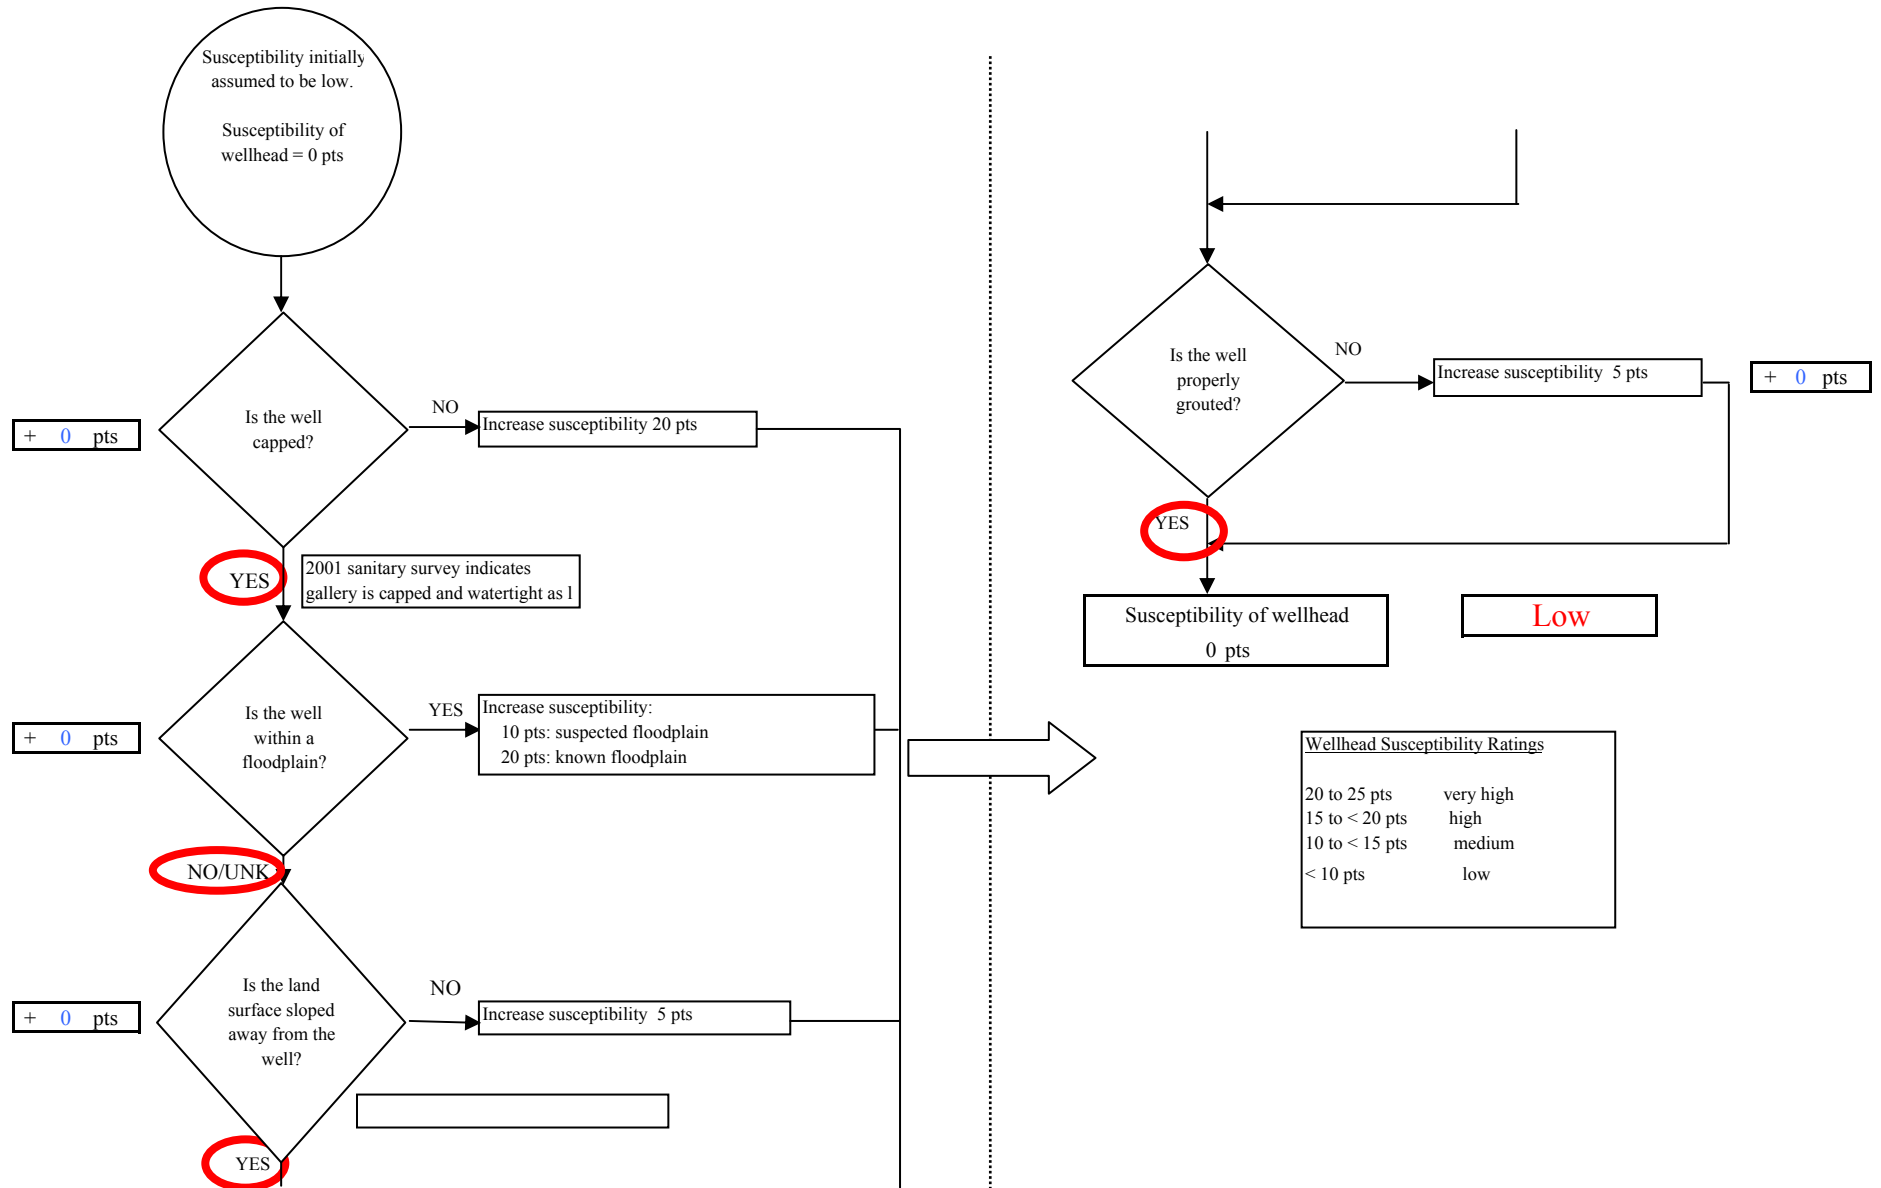 Susceptibility initially
assumed to be low.
Susceptibility of
wellhead = 0 pts
Is the well
capped?
NO
Increase susceptibility 20 pts
+ 0 pts
YES
2001 sanitary survey indicates
gallery is capped and watertight as l
Is the well
within a
floodplain?
YES
Increase susceptibility:
10 pts: suspected floodplain
20 pts: known floodplain
+ 0 pts
NO/UNK
Is the land
surface sloped
away from the
well?
NO
Increase susceptibility 5 pts
+ 0 pts
YES
Is the well
properly
grouted?
NO
Increase susceptibility 5 pts
+ 0 pts
YES
Susceptibility of wellhead
0 pts
Low
Wellhead Susceptibility Ratings
20 to 25 pts very high
15 to < 20 pts high
10 to < 15 pts medium
< 10 pts low